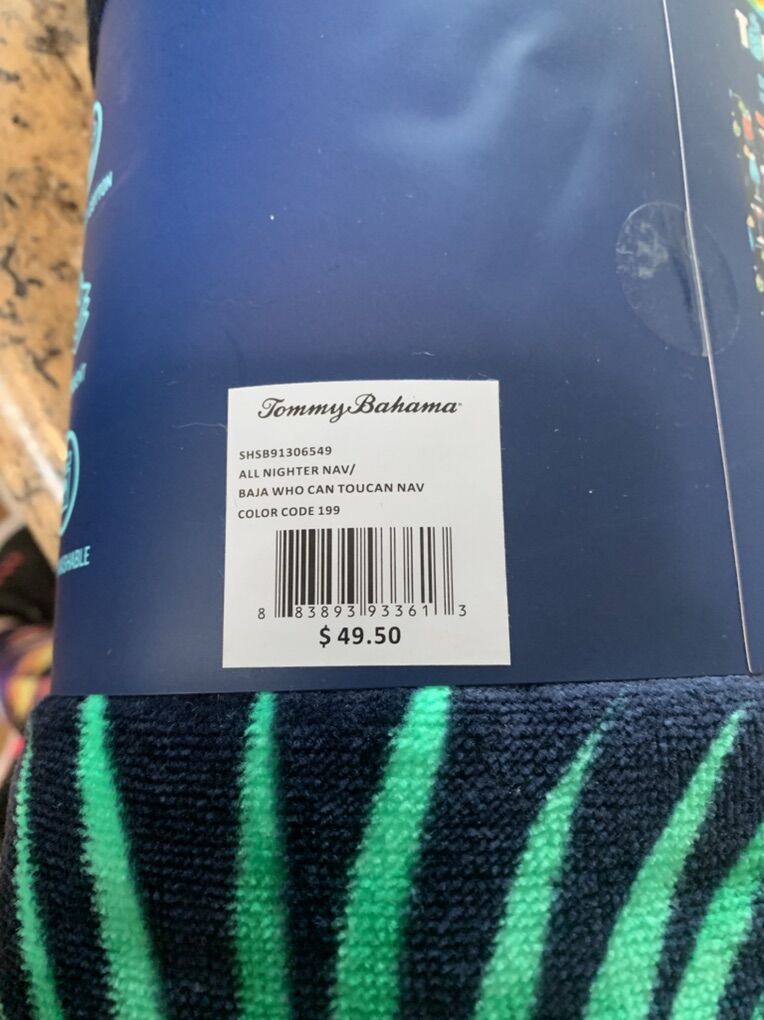 Tommy Bahama
SHSB91306549
ALL NIGHTER NAV/
BAJA WHO CAN TOUCAN NAV
COLOR CODE 199
8 83893 93361 3
$ 49.50